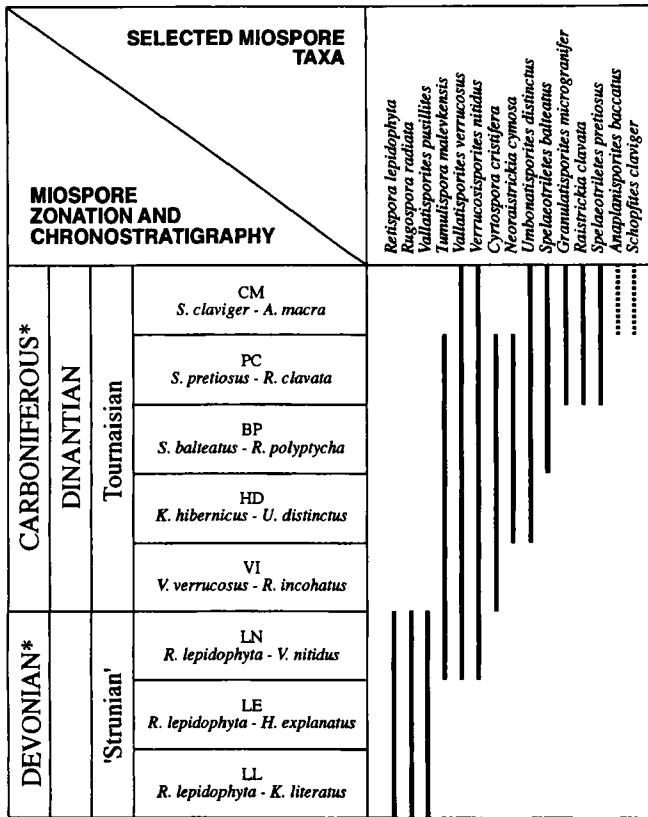 SELECTED MIOSPORE
TAXA
MIOSPORE
ZONATION AND
CHRONOSTRATIGRAPHY
Retispora lepidophyta
Rugospora radiata
Vallatisporites pusillites
Tumulispora malevkensis
Vallatisporites verrucosus
Verrucosisporites nitidus
Cyrtospora cristifera
Neoraistrickia cymosa
Umbonatisporites distinctus
Spelaeotriletes balteatus
Granulatisporites microgranifer
Raistrickia clavata
Spelaeotriletes pretiosus
Anaplanisporites baccatus
Schopfites claviger
CARBONIFEROUS*
DINANTIAN
Tournaisian
CM
S. claviger - A. macra
PC
S. pretiosus - R. clavata
BP
S. balteatus - R. polyptycha
HD
K. hibernicus - U. distinctus
VI
V. verrucosus - R. incohatus
DEVONIAN*
'Strunian'
LN
R. lepidophyta - V. nitidus
LE
R. lepidophyta - H. explanatus
LL
R. lepidophyta - K. literatus